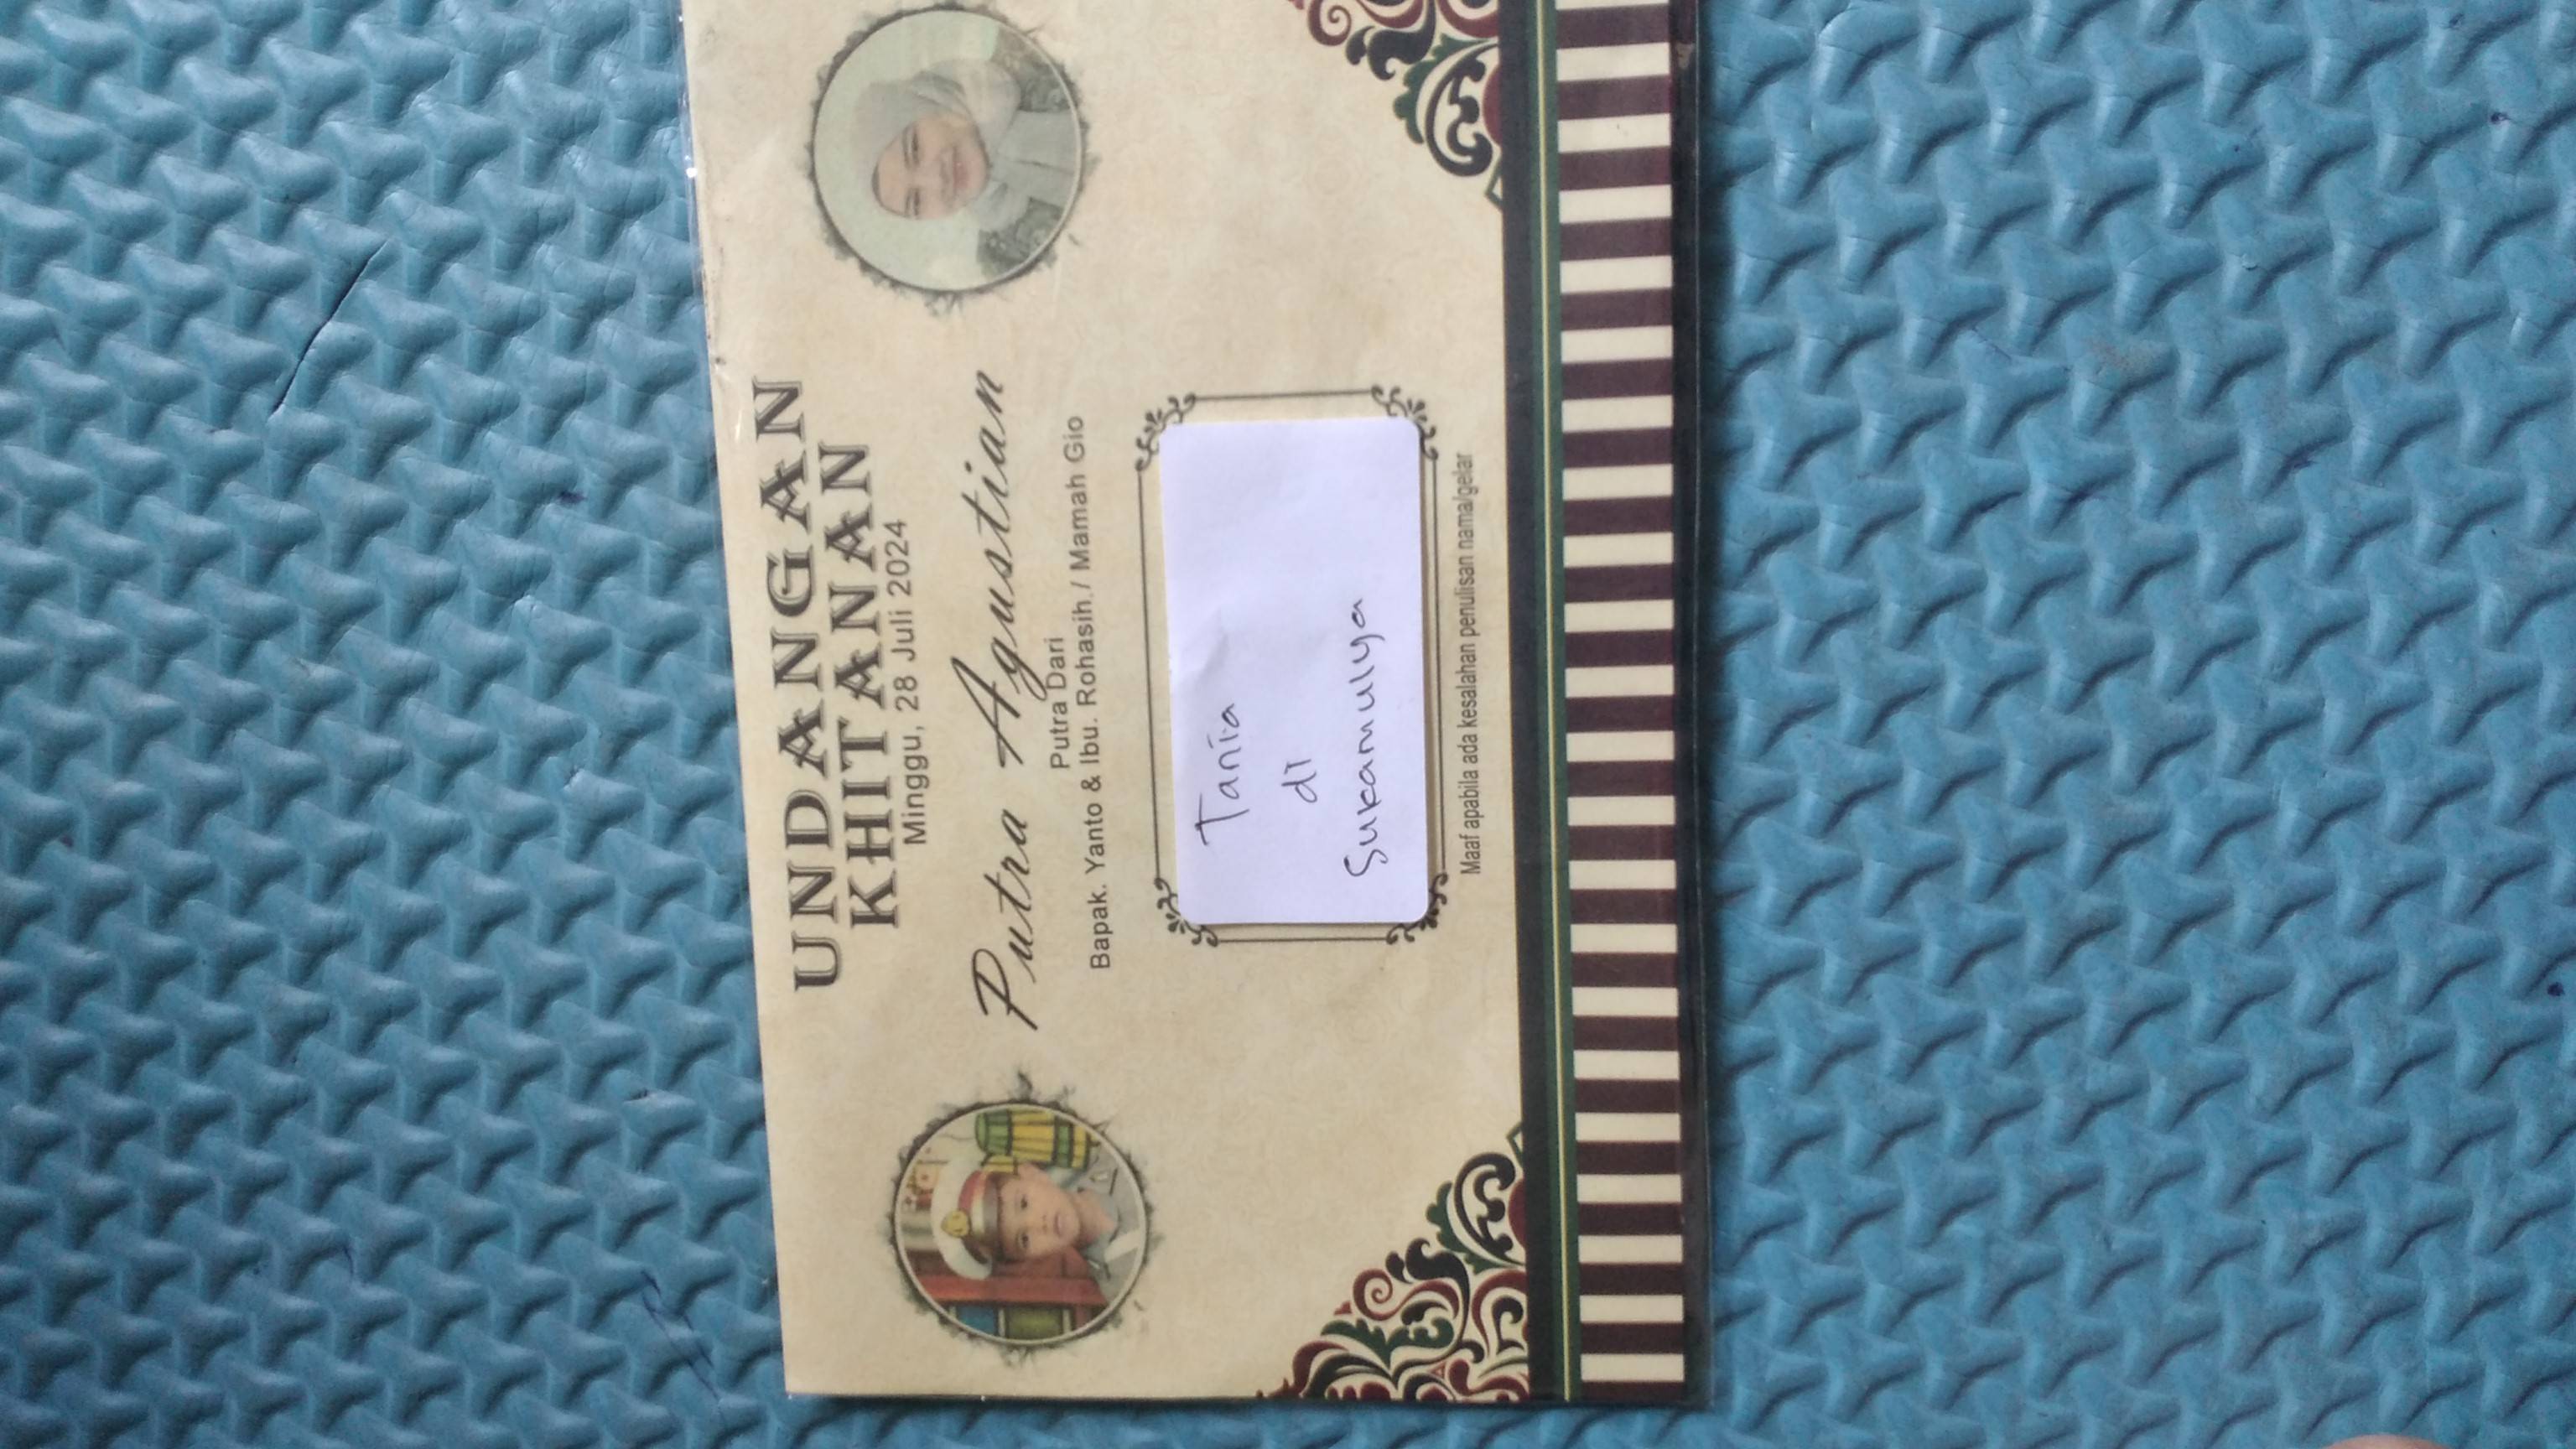 UNDANGAN
KHITANAN
Minggu, 28 Juli 2024
Putra Agustian
Putra Dari
Bapak. Yanto & Ibu. Rohasih / Mamah Gio
Tania
di
Sukamulya
Maaf apabila ada kesalahan penulisan nama/gelar